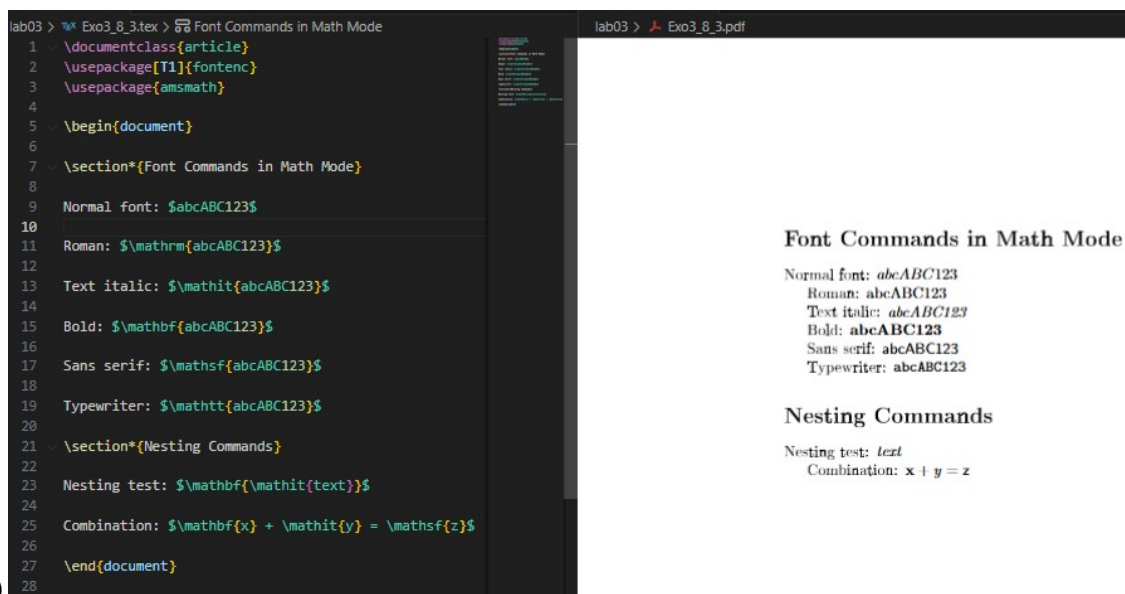 lab03 > TeX Exo3_8_3.tex > Font Commands in Math Mode
1 \documentclass{article}
2 \usepackage[T1]{fontenc}
3 \usepackage{amsmath}
4
5 \begin{document}
6
7 \section*{Font Commands in Math Mode}
8
9 Normal font: $abcABC123$
10
11 Roman: $\mathrm{abcABC123}$
12
13 Text italic: $\mathit{abcABC123}$
14
15 Bold: $\mathbf{abcABC123}$
16
17 Sans serif: $\mathsf{abcABC123}$
18
19 Typewriter: $\mathtt{abcABC123}$
20
21 \section*{Nesting Commands}
22
23 Nesting test: $\mathbf{\mathit{text}}$
24
25 Combination: $\mathbf{x} + \mathit{y} = \mathsf{z}$
26
27 \end{document}
28
)
lab03 > Exo3_8_3.pdf
Font Commands in Math Mode
Normal font: abcABC123
Roman: abcABC123
Text italic: abcABC123
Bold: abcABC123
Sans serif: abcABC123
Typewriter: abcABC123
Nesting Commands
Nesting test: text
Combination: x + y = z